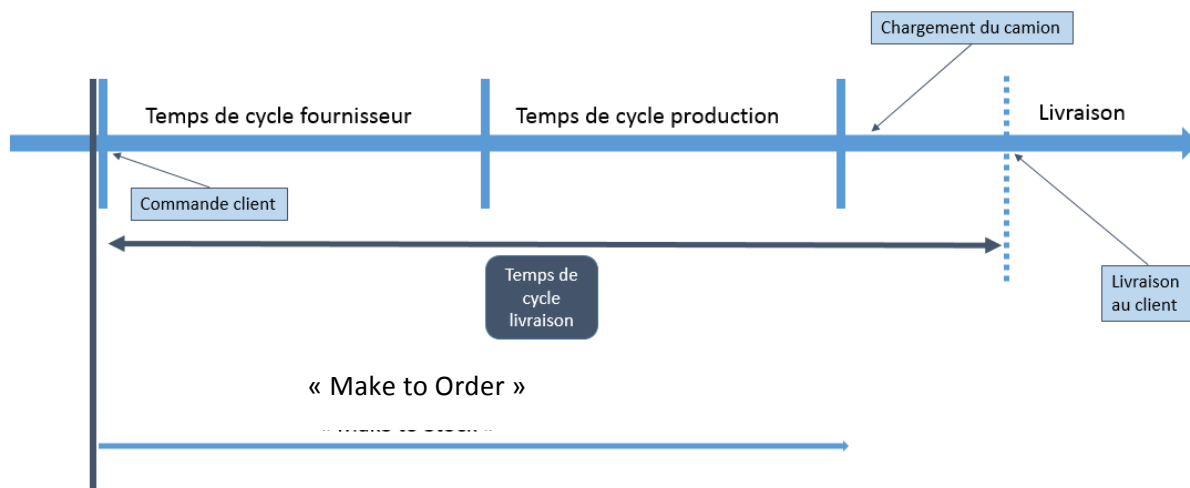 Chargement du camion
Temps de cycle fournisseur
Temps de cycle production
Livraison
Commande client
Temps de
cycle
livraison
Livraison
au client
« Make to Order »